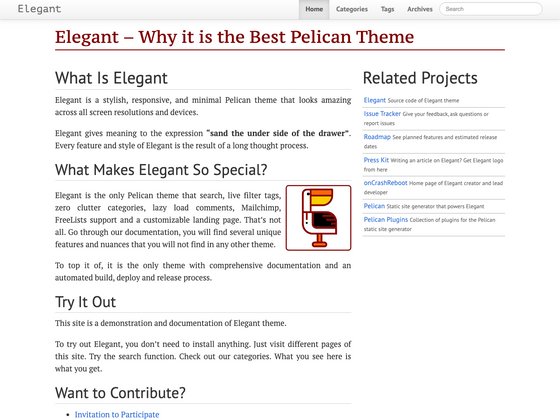 Elegant
Home
Categories
Tags
Archives
Search
Elegant – Why it is the Best Pelican Theme
What Is Elegant
Elegant is a stylish, responsive, and minimal Pelican theme that looks amazing
across all screen resolutions and devices.
Elegant gives meaning to the expression “sand the under side of the drawer”.
Every feature and style of Elegant is the result of a long thought process.
What Makes Elegant So Special?
Elegant is the only Pelican theme that search, live filter tags,
zero clutter categories, lazy load comments, Mailchimp,
FreeLists support and a customizable landing page. That’s not
all. Go through our documentation, you will find several unique
features and nuances that you will not find in any other theme.
To top it of, it is the only theme with comprehensive documentation and an
automated build, deploy and release process.
Try It Out
This site is a demonstration and documentation of Elegant theme.
To try out Elegant, you don’t need to install anything. Just visit different pages of
this site. Try the search function. Check out our categories. What you see here is
what you get.
Want to Contribute?
Invitation to Participate
Related Projects
Elegant Source code of Elegant theme
Issue Tracker Give your feedback, ask questions or
report issues
Roadmap See planned features and estimated release
dates
Press Kit Writing an article on Elegant? Get Elegant logo
from here
onCrashReboot Home page of Elegant creator and lead
developer
Pelican Static site generator that powers Elegant
Pelican Plugins Collection of plugins for the Pelican
static site generator